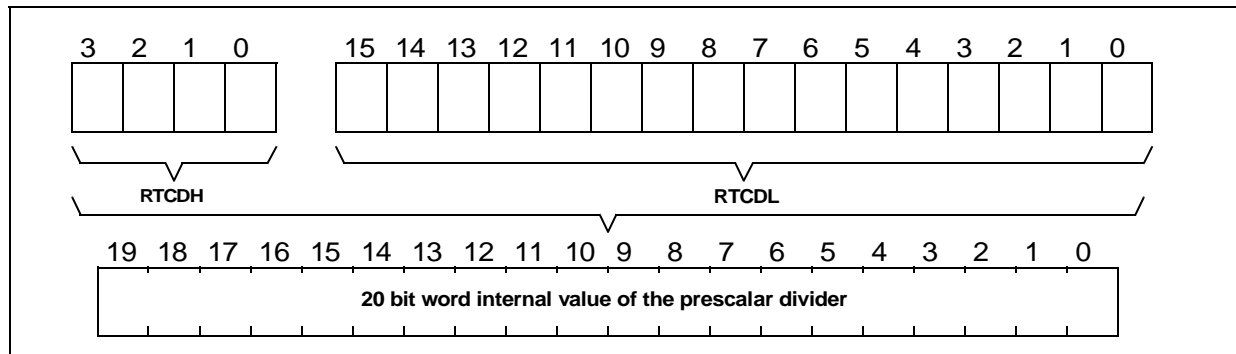 3 2 1 0 15 14 13 12 11 10 9 8 7 6 5 4 3 2 1 0
RTCDH RTCDL
19 18 17 16 15 14 13 12 11 10 9 8 7 6 5 4 3 2 1 0
20 bit word internal value of the prescalar divider